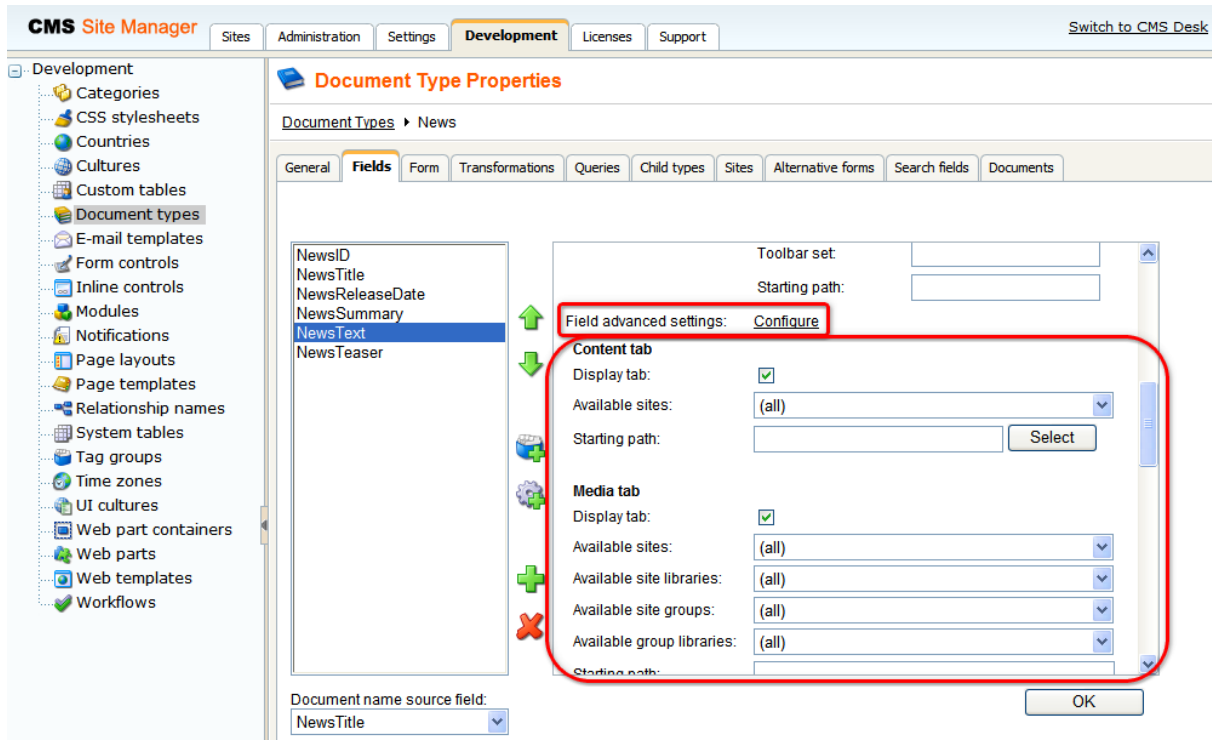 CMS Site Manager
Sites
Administration
Settings
Development
Licenses
Support
Switch to CMS Desk
Development
Categories
CSS stylesheets
Countries
Cultures
Custom tables
Document types
E-mail templates
Form controls
Inline controls
Modules
Notifications
Page layouts
Page templates
Relationship names
System tables
Tag groups
Time zones
UI cultures
Web part containers
Web parts
Web templates
Workflows
Document Type Properties
Document Types News
General
Fields
Form
Transformations
Queries
Child types
Sites
Alternative forms
Search fields
Documents
NewsID
NewsTitle
NewsReleaseDate
NewsSummary
NewsText
NewsTeaser
Toolbar set:
Starting path:
Field advanced settings: Configure
Content tab
Display tab:
Available sites: (all)
Starting path: Select
Media tab
Display tab:
Available sites: (all)
Available site libraries: (all)
Available site groups: (all)
Available group libraries: (all)
Starting path:
Document name source field:
NewsTitle
OK